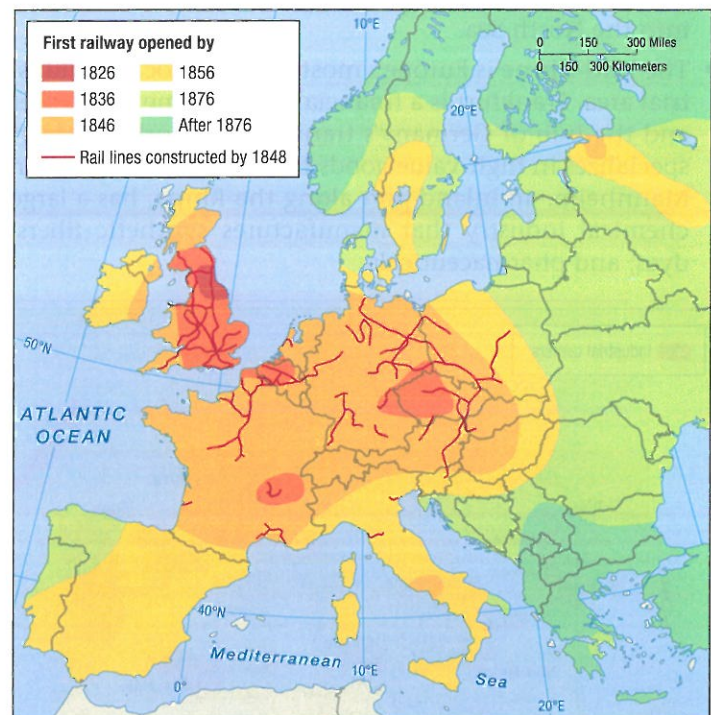 First railway opened by
1826
1836
1846
1856
1876
After 1876
Rail lines constructed by 1848
10°E
0 150 300 Miles
0 150 300 Kilometers
20°E
50°N
ATLANTIC
OCEAN
40°N
Mediterranean
Sea
0°
10°E
20°E